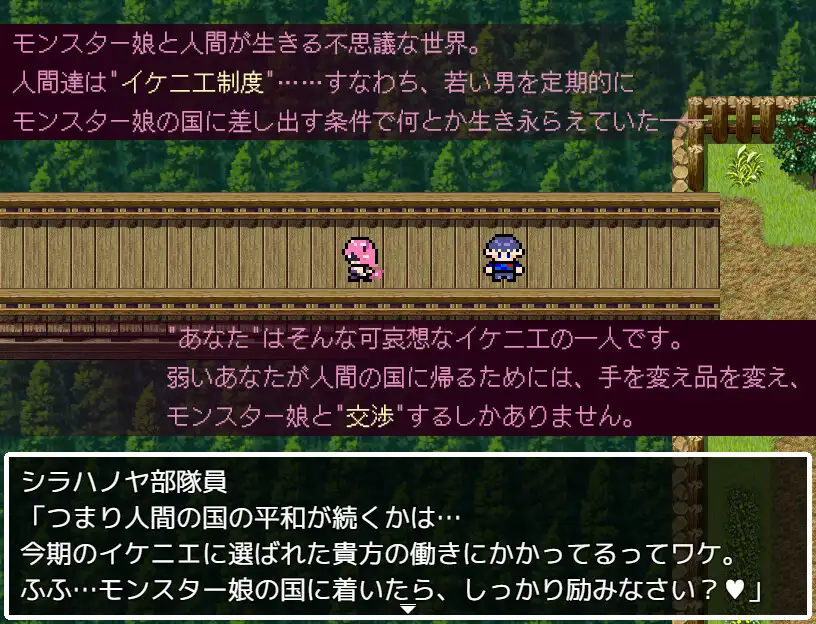 モンスター娘と人間が生きる不思議な世界。
人間達は"イケニエ制度"……すなわち、若い男を定期的に
モンスター娘の国に差し出す条件で何とか生き永らえていた――
"あなた"はそんな可哀想なイケニエの一人です。
弱いあなたが人間の国に帰るためには、手を変え品を変え、
モンスター娘と"交渉"するしかありません。
シラハノヤ部隊員
「つまり人間の国の平和が続くかは…
今期のイケニエに選ばれた貴方の働きにかかってるってワケ。
ふふ…モンスター娘の国に着いたら、しっかり励みなさい？♥」